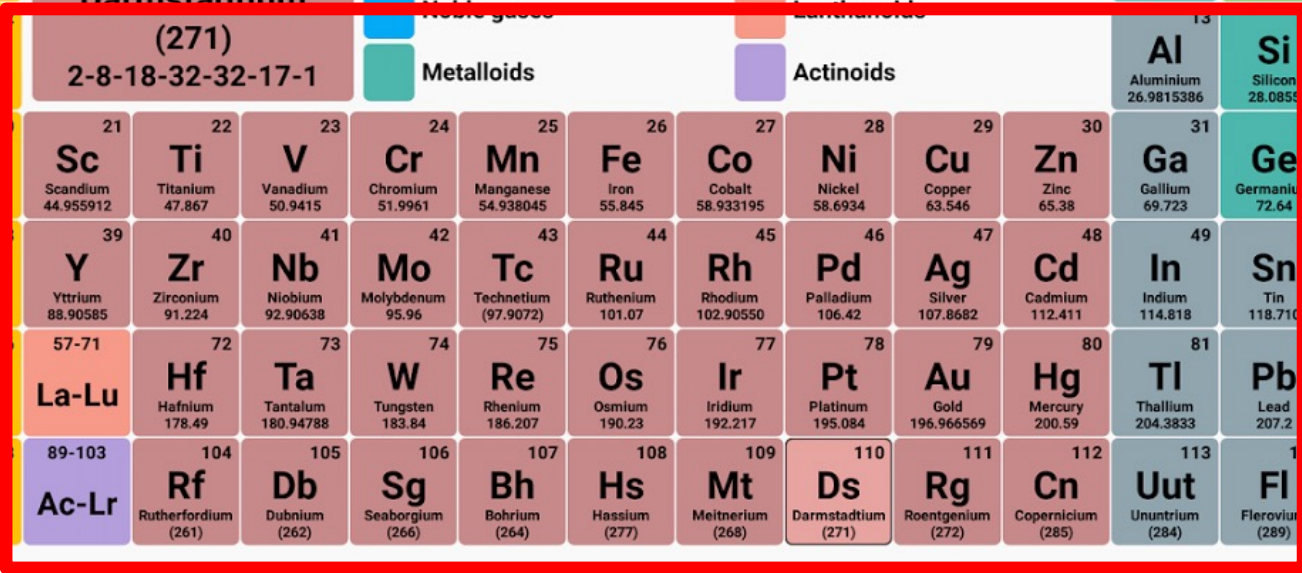 Darmstadtium
Noble gases
Lanthanoids
(271)
2-8-18-32-32-17-1
Metalloids
Actinoids
13
Al
Si
Aluminium
Silicon
26.9815386
28.0855
21 22 23 24 25 26 27 28 29 30 31
Sc Ti V Cr Mn Fe Co Ni Cu Zn Ga Ge
Scandium Titanium Vanadium Chromium Manganese Iron Cobalt Nickel Copper Zinc Gallium Germaniu
44.955912 47.867 50.9415 51.9961 54.938045 55.845 58.933195 58.6934 63.546 65.38 69.723 72.64
39 40 41 42 43 44 45 46 47 48 49
Y Zr Nb Mo Tc Ru Rh Pd Ag Cd In Sn
Yttrium Zirconium Niobium Molybdenum Technetium Ruthenium Rhodium Palladium Silver Cadmium Indium Tin
88.90585 91.224 92.90638 95.96 (97.9072) 101.07 102.90550 106.42 107.8682 112.411 114.818 118.710
57-71 72 73 74 75 76 77 78 79 80 81
La-Lu Hf Ta W Re Os Ir Pt Au Hg Tl Pb
Hafnium Tantalum Tungsten Rhenium Osmium Iridium Platinum Gold Mercury Thallium Lead
178.49 180.94788 183.84 186.207 190.23 192.217 195.084 196.966569 200.59 204.3833 207.2
89-103 104 105 106 107 108 109 110 111 112 113 1
Ac-Lr Rf Db Sg Bh Hs Mt Ds Rg Cn Uut Fl
Rutherfordium Dubnium Seaborgium Bohrium Hassium Meitnerium Darmstadtium Roentgenium Copernicium Ununtrium Fleroviur
(261) (262) (266) (264) (277) (268) (271) (272) (285) (284) (289)